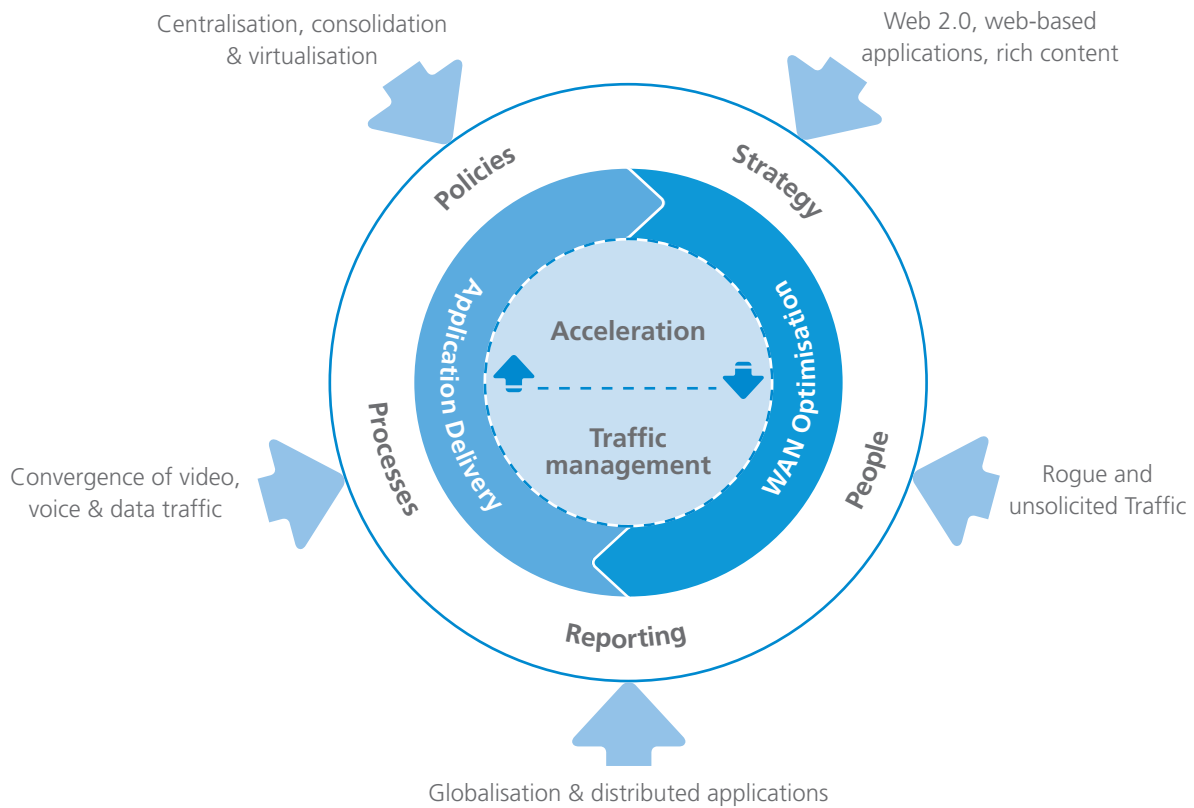 Centralisation, consolidation
& virtualisation
Web 2.0, web-based
applications, rich content
Policies
Strategy
Application Delivery
WAN Optimisation
Acceleration
Traffic
management
Processes
People
Convergence of video,
voice & data traffic
Rogue and
unsolicited Traffic
Reporting
Globalisation & distributed applications